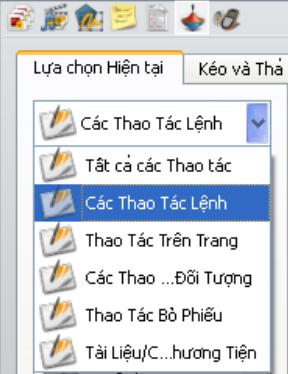 Lựa chọn Hiện tại
Kéo và Thả
Các Thao Tác Lệnh
Tất cả các Thao tác
Các Thao Tác Lệnh
Thao Tác Trên Trang
Các Thao ...Đối Tượng
Thao Tác Bỏ Phiếu
Tài Liệu/C...hương Tiện